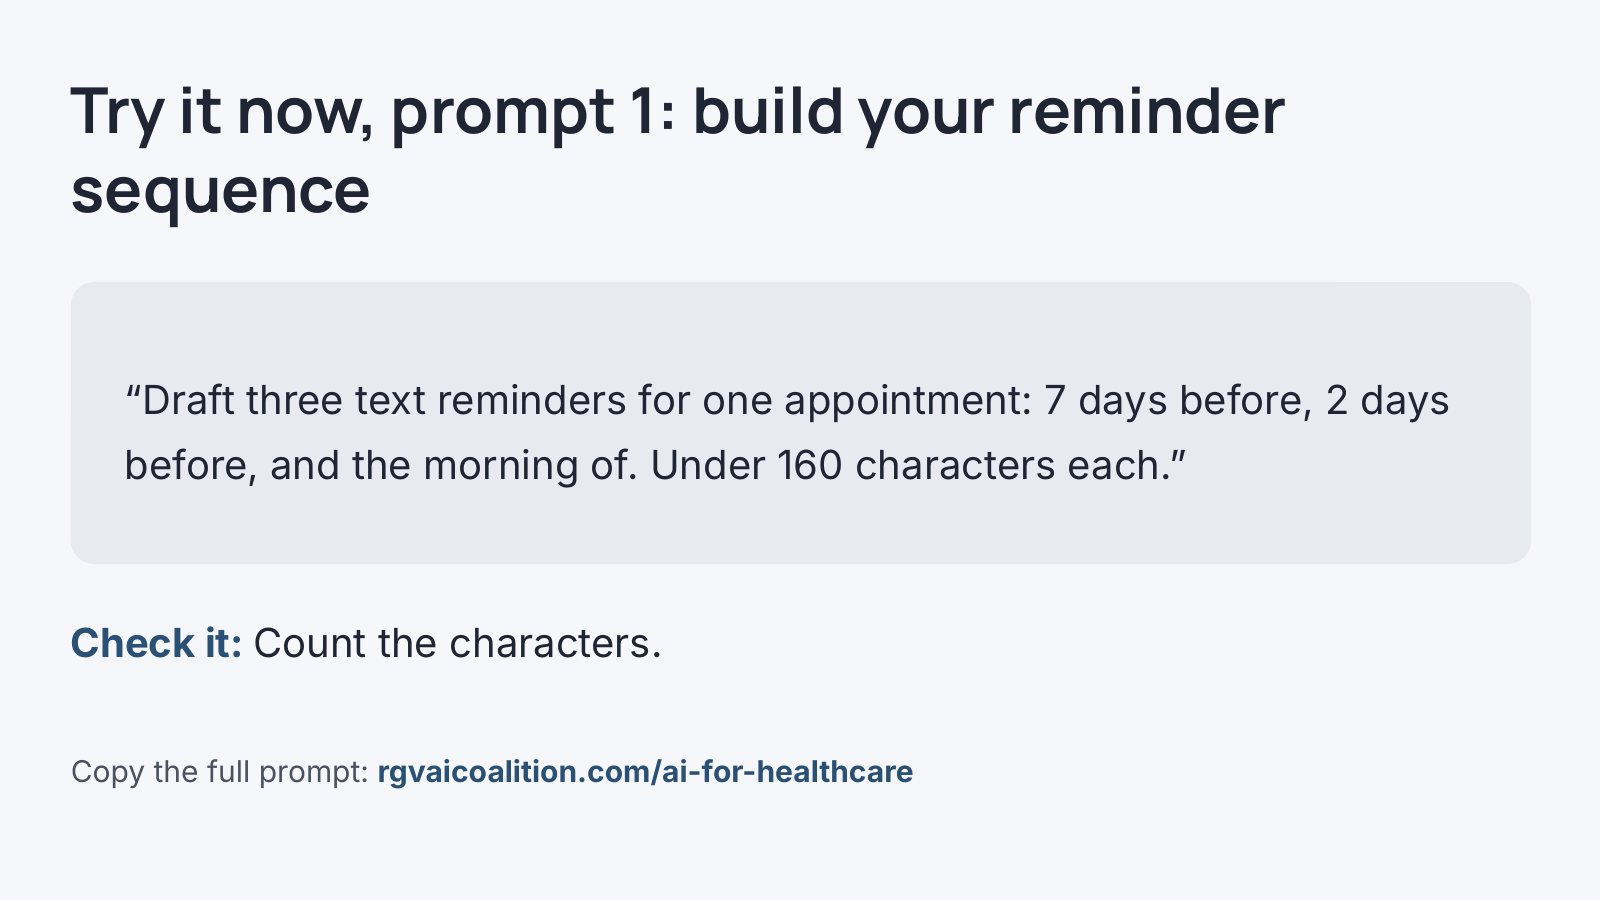 Try it now, prompt 1: build your reminder
sequence
“Draft three text reminders for one appointment: 7 days before, 2 days
before, and the morning of. Under 160 characters each.”
Check it: Count the characters.
Copy the full prompt: rgvaicoalition.com/ai-for-healthcare